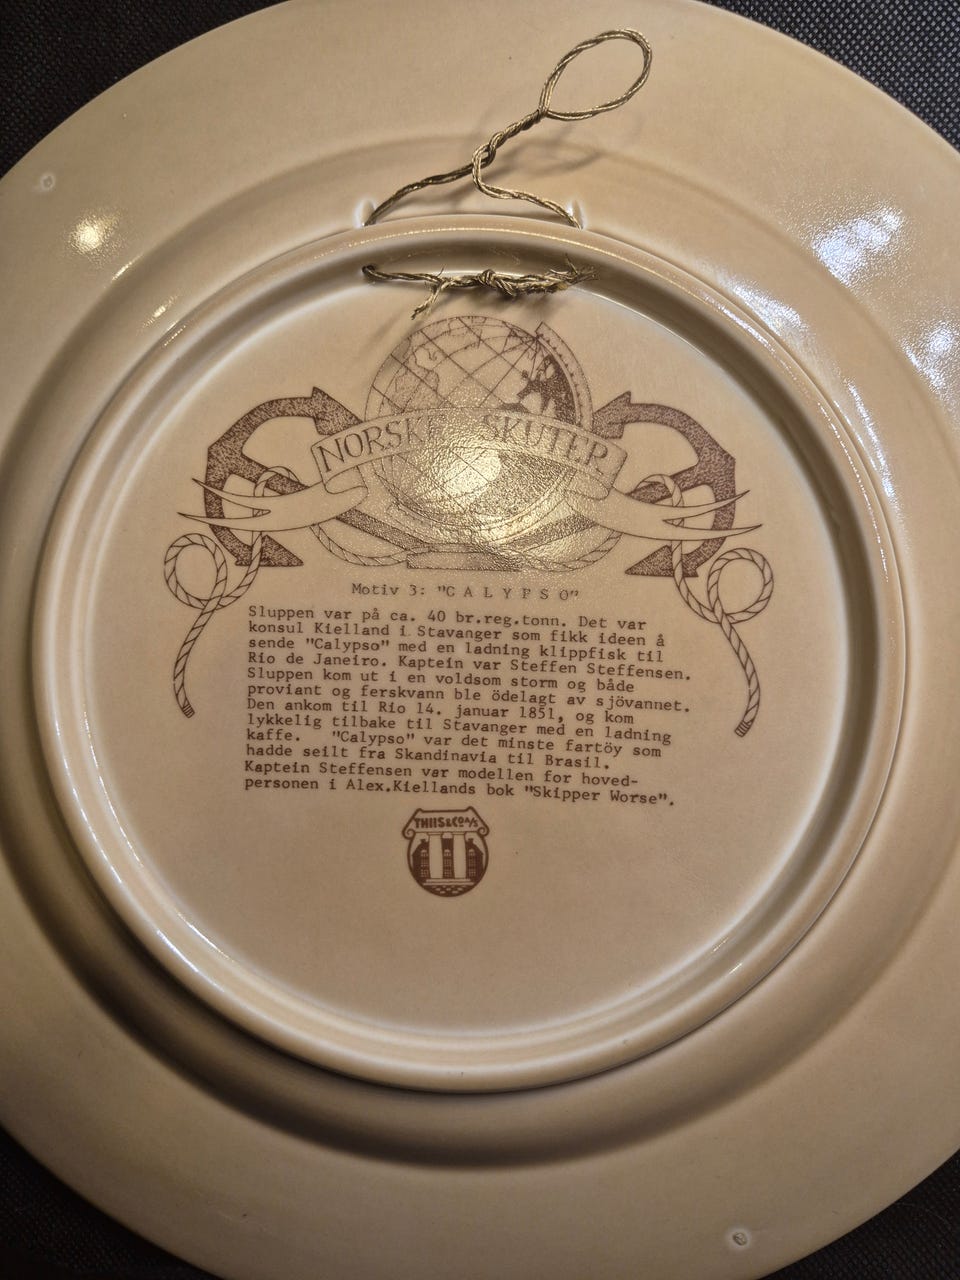 NORSKE SKUTER
Motiv 3: "CALYPSO"
Sluppen var på ca. 40 br.reg.tonn. Det var
konsul Kielland i Stavanger som fikk ideen å
sende "Calypso" med en ladning klippfisk til
Rio de Janeiro. Kaptein var Steffen Steffensen.
Sluppen kom ut i en voldsom storm og både
proviant og ferskvann ble ödelagt av sjövannet.
Den ankom til Rio 14. januar 1851, og kom
lykkelig tilbake til Stavanger med en ladning
kaffe. "Calypso" var det minste fartöy som
hadde seilt fra Skandinavia til Brasil.
Kaptein Steffensen var modellen for hoved-
personen i Alex.Kiellands bok "Skipper Worse".
THIIS & Co A/S